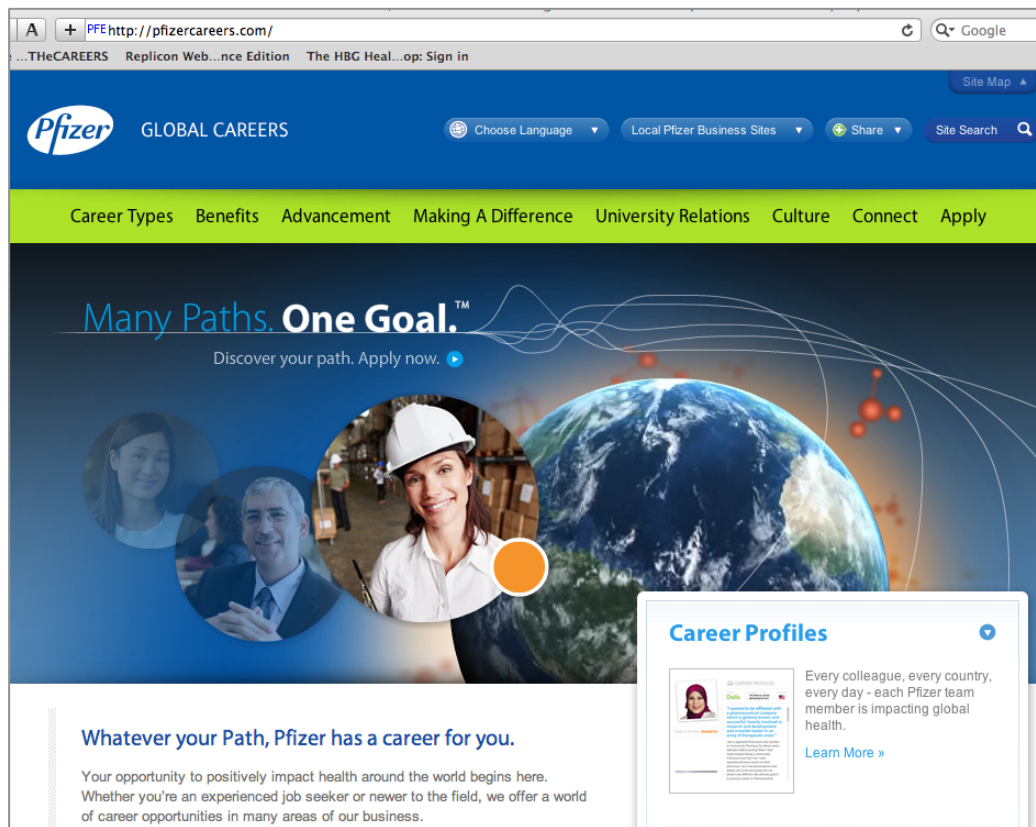 A + PFE http://pfizercareers.com/ Google
...THeCAREERS Replicon Web...nce Edition The HBG Heal...op: Sign in
Site Map
Pfizer GLOBAL CAREERS Choose Language Local Pfizer Business Sites Share Site Search
Career Types Benefits Advancement Making A Difference University Relations Culture Connect Apply
Many Paths. One Goal.™
Discover your path. Apply now.
Career Profiles
Every colleague, every country,
every day - each Pfizer team
member is impacting global
health.
Learn More »
CAREER PROFILES
Whatever your Path, Pfizer has a career for you.
Your opportunity to positively impact health around the world begins here.
Whether you're an experienced job seeker or newer to the field, we offer a world
of career opportunities in many areas of our business.